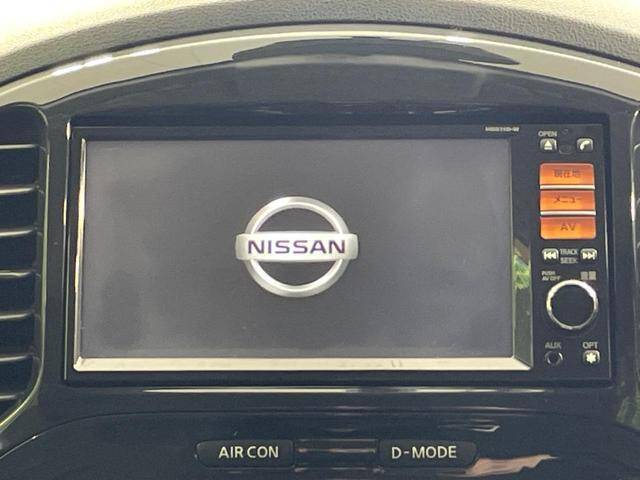 OPEN
現在地
メニュー
AV
TRACK
SEEK
PUSH
AV OFF
AUX
OPT
NISSAN
AIR CON
D-MODE